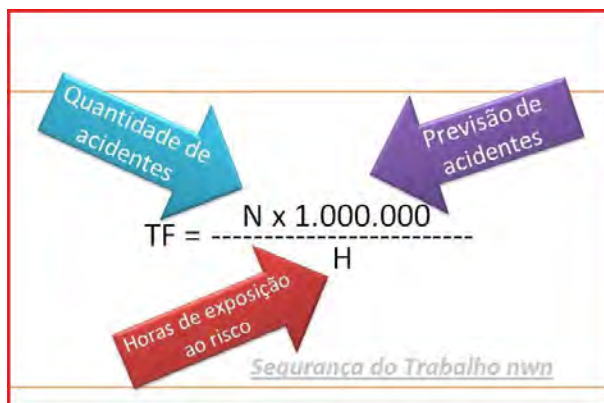 Quantidade de
acidentes
Previsão de
acidentes
N x 1.000.000
TF = -------------------------
H
Horas de exposição
ao risco
Segurança do Trabalho nwn